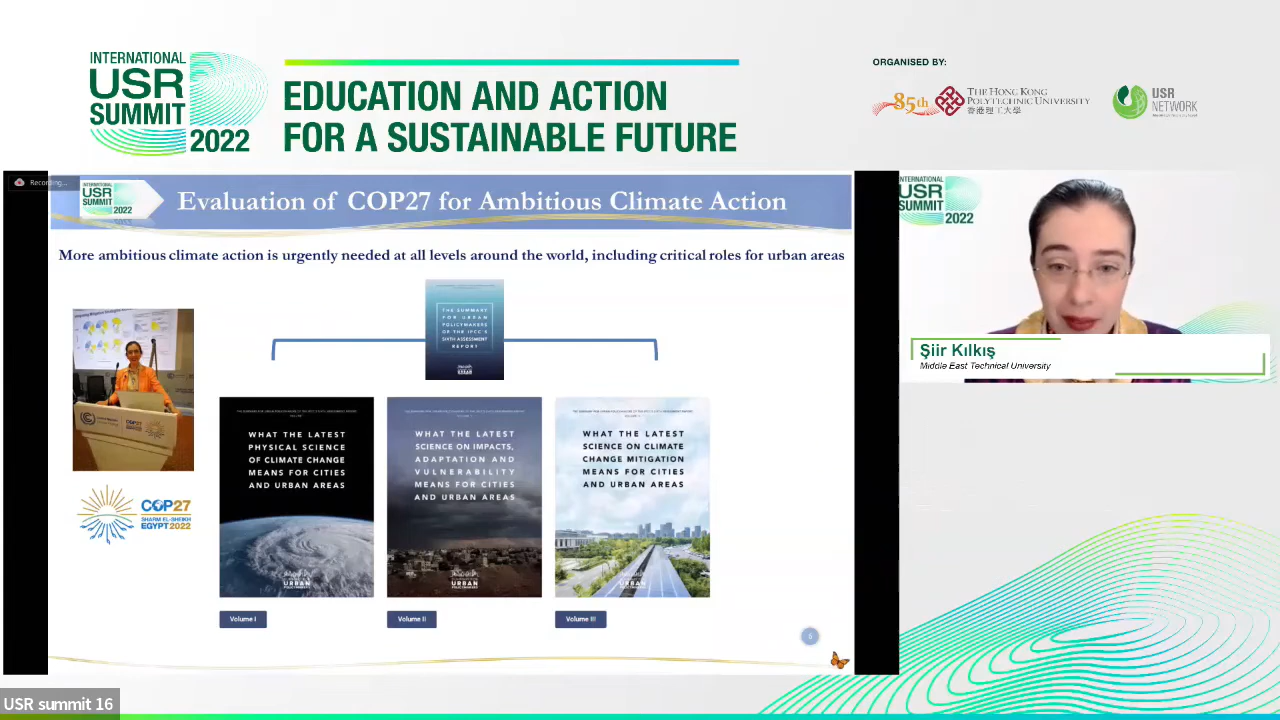 INTERNATIONAL
USR
SUMMIT
2022
EDUCATION AND ACTION
FOR A SUSTAINABLE FUTURE
ORGANISED BY:
85th
THE HONG KONG
POLYTECHNIC UNIVERSITY
香港理工大學
USR
NETWORK
Recording...
INTERNATIONAL
USR
SUMMIT
2022
Evaluation of COP27 for Ambitious Climate Action
More ambitious climate action is urgently needed at all levels around the world, including critical roles for urban areas
THE SUMMARY
FOR URBAN
POLICYMAKERS
OF THE IPCC'S
SIXTH ASSESSMENT
REPORT
COP27
SHARM EL-SHEIKH
EGYPT 2022
WHAT THE LATEST
PHYSICAL SCIENCE
OF CLIMATE CHANGE
MEANS FOR CITIES
AND URBAN AREAS
URBAN
Volume I
WHAT THE LATEST
SCIENCE ON IMPACTS,
ADAPTATION AND
VULNERABILITY
MEANS FOR CITIES
AND URBAN AREAS
URBAN
Volume II
WHAT THE LATEST
SCIENCE ON CLIMATE
CHANGE MITIGATION
MEANS FOR CITIES
AND URBAN AREAS
URBAN
Volume III
6
INTERNATIONAL
USR
SUMMIT
2022
Şiir Kılkış
Middle East Technical University
USR summit 16